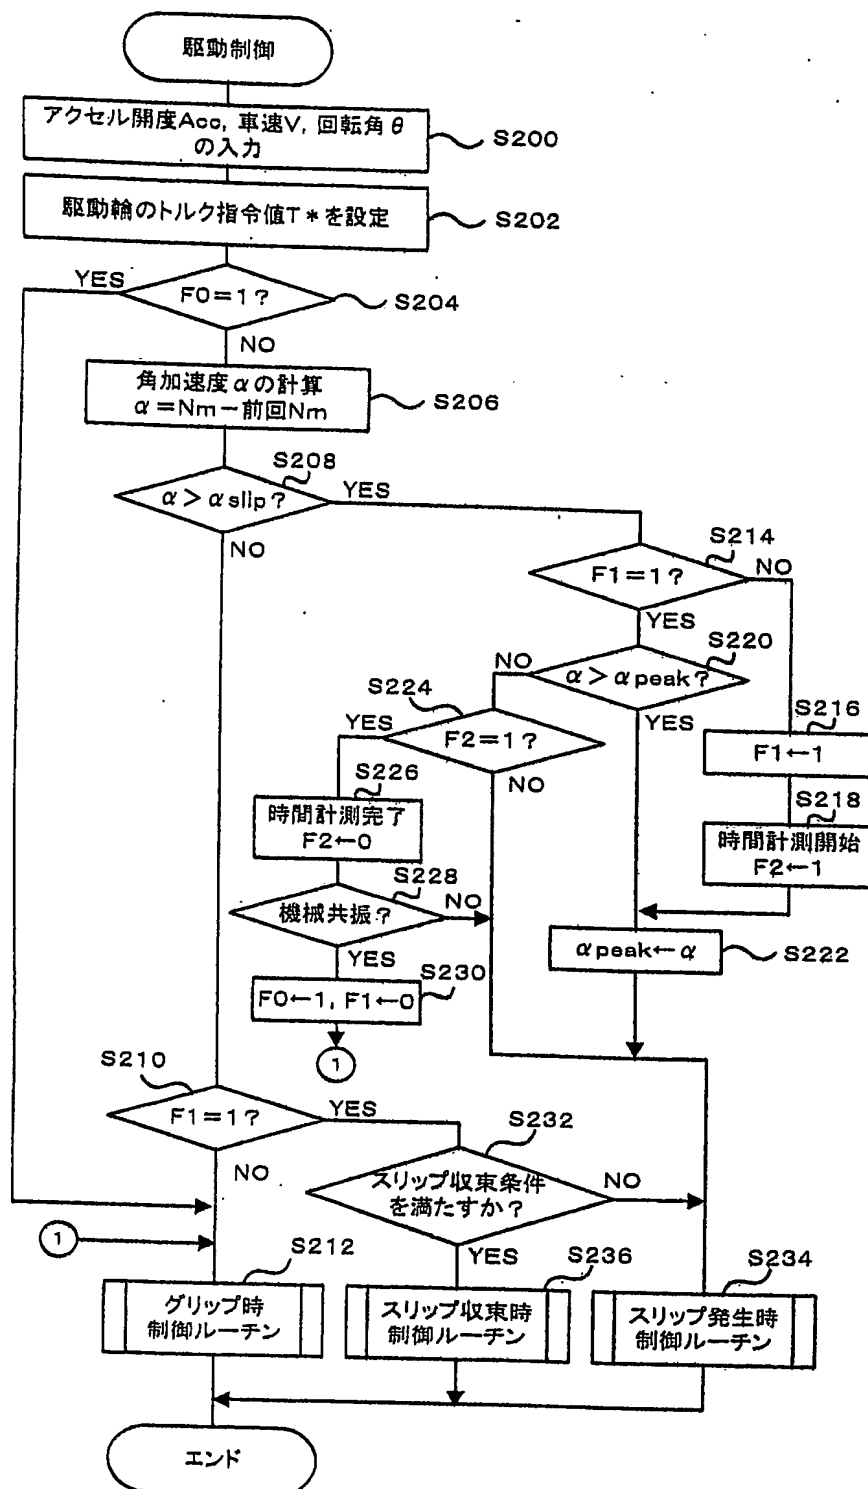 駆動制御
アクセル開度Acc, 車速V, 回転角θ
の入力
S200
駆動輪のトルク指令値T*を設定
S202
YES
F0=1?
S204
NO
角加速度αの計算
α=Nm-前回Nm
S206
S208
α>αslip?
YES
NO
S214
F1=1?
NO
YES
S220
NO
α>αpeak?
S224
YES
S216
YES
F2=1?
F1←1
S226
NO
S218
時間計測完了
F2←0
時間計測開始
F2←1
S228
機械共振?
NO
αpeak←α
S222
YES
S230
F0←1, F1←0
1
S210
F1=1?
YES
S232
NO
スリップ収束条件
を満たすか?
NO
1
S212
YES
S236
S234
グリップ時
制御ルーチン
スリップ収束時
制御ルーチン
スリップ発生時
制御ルーチン
エンド